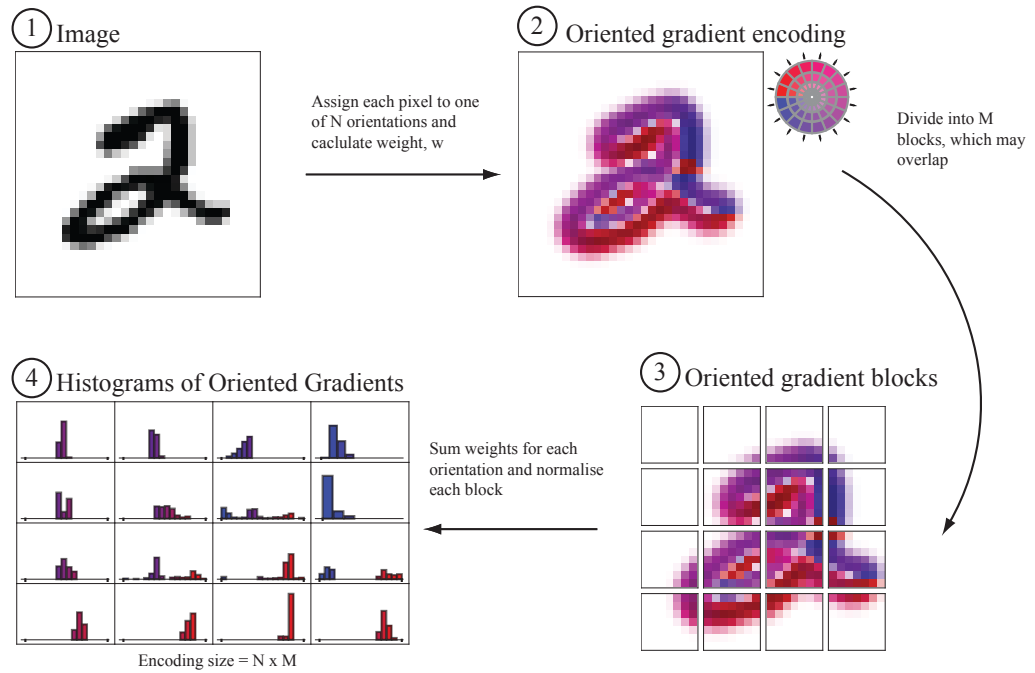 1 Image
Assign each pixel to one
of N orientations and
caclulate weight, w
2 Oriented gradient encoding
Divide into M
blocks, which may
overlap
3 Oriented gradient blocks
Sum weights for each
orientation and normalise
each block
4 Histograms of Oriented Gradients
Encoding size = N x M